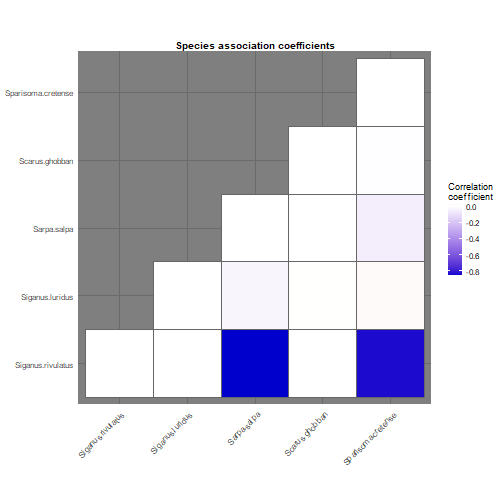 Species association coefficients
Sparisoma.cretense
Scarus.ghobban
Sarpa.salpa
Siganus.luridus
Siganus.rivulatus
Siganus.rivulatus
Siganus.luridus
Sarpa.salpa
Scarus.ghobban
Sparisoma.cretense
Correlation
coefficient
0.0
-0.2
-0.4
-0.6
-0.8